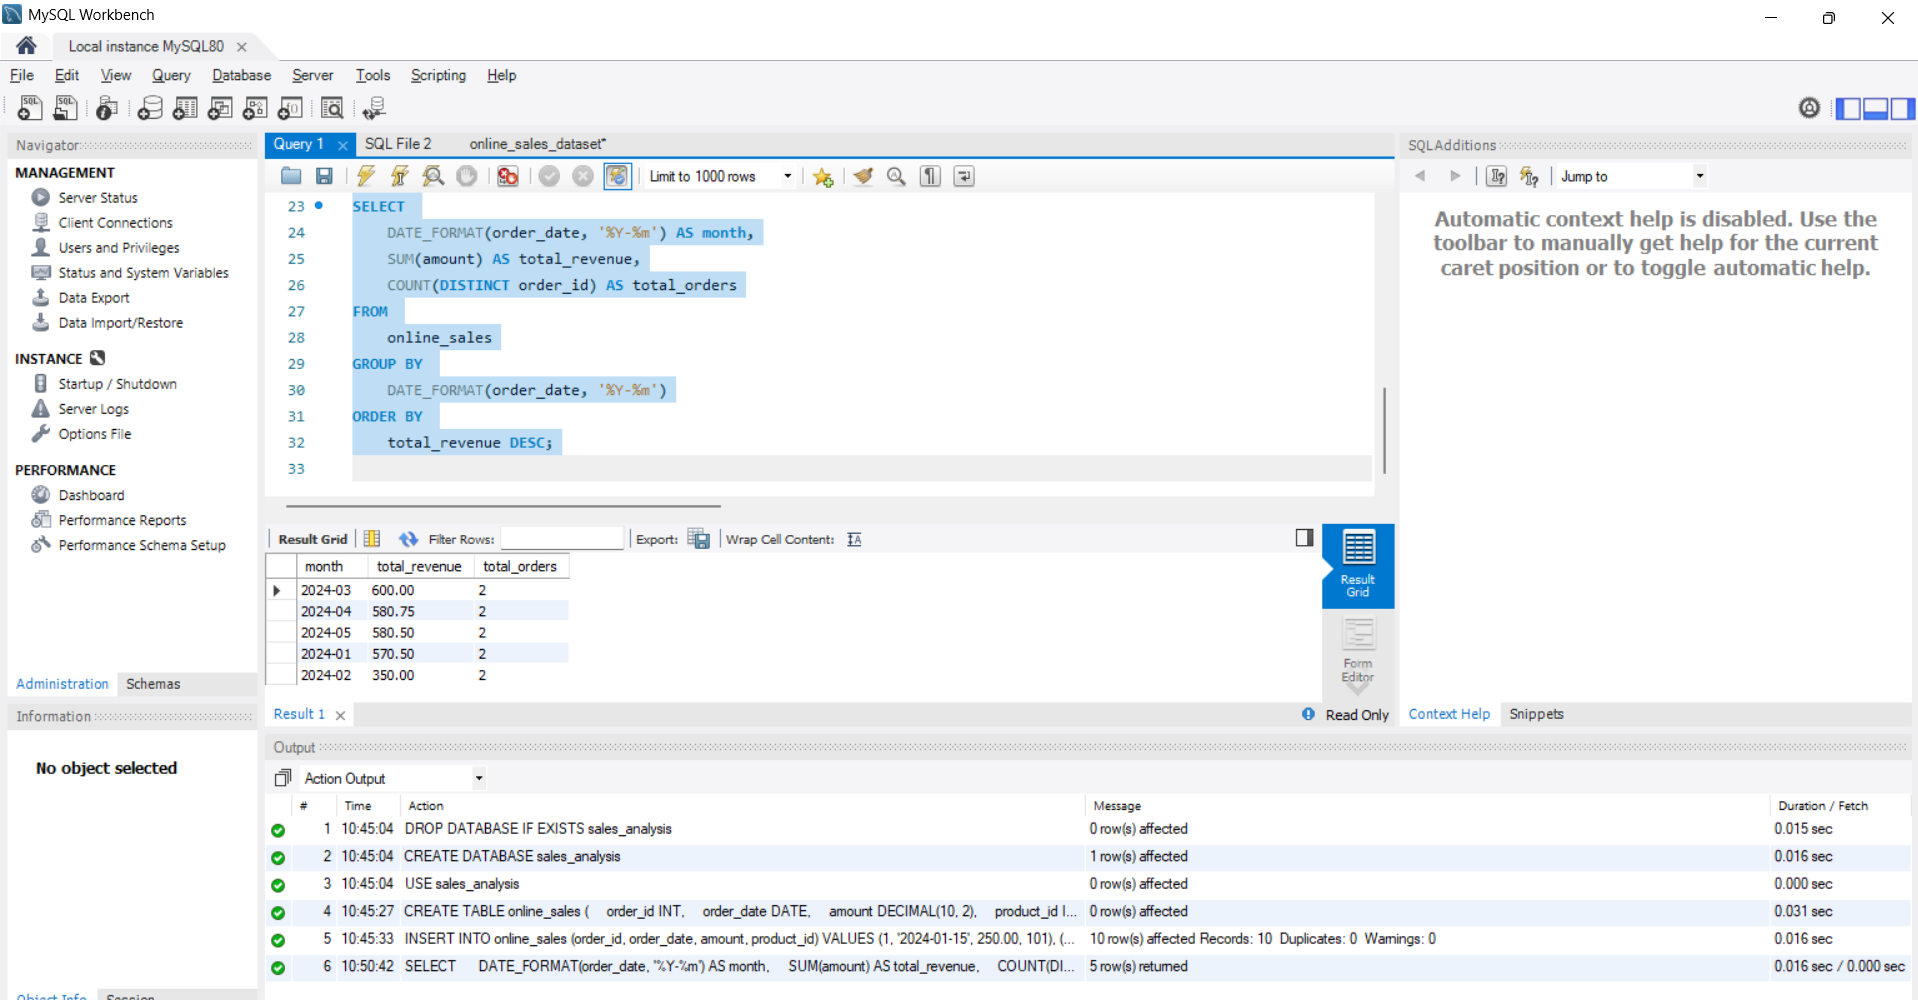 MySQL Workbench
Local instance MySQL80
File Edit View Query Database Server Tools Scripting Help
Navigator
MANAGEMENT
Server Status
Client Connections
Users and Privileges
Status and System Variables
Data Export
Data Import/Restore
INSTANCE
Startup / Shutdown
Server Logs
Options File
PERFORMANCE
Dashboard
Performance Reports
Performance Schema Setup
Administration Schemas
Information
No object selected
Object Info Session
Query 1 SQL File 2 online_sales_dataset*
Limit to 1000 rows
23 SELECT
24 DATE_FORMAT(order_date, '%Y-%m') AS month,
25 SUM(amount) AS total_revenue,
26 COUNT(DISTINCT order_id) AS total_orders
27 FROM
28 online_sales
29 GROUP BY
30 DATE_FORMAT(order_date, '%Y-%m')
31 ORDER BY
32 total_revenue DESC;
33
Result Grid Filter Rows: Export: Wrap Cell Content:
month total_revenue total_orders
2024-03 600.00 2
2024-04 580.75 2
2024-05 580.50 2
2024-01 570.50 2
2024-02 350.00 2
Result Grid
Form Editor
Result 1 Read Only
SQLAdditions
Jump to
Automatic context help is disabled. Use the
toolbar to manually get help for the current
caret position or to toggle automatic help.
Context Help Snippets
Output
Action Output
# Time Action Message Duration / Fetch
1 10:45:04 DROP DATABASE IF EXISTS sales_analysis 0 row(s) affected 0.015 sec
2 10:45:04 CREATE DATABASE sales_analysis 1 row(s) affected 0.016 sec
3 10:45:04 USE sales_analysis 0 row(s) affected 0.000 sec
4 10:45:27 CREATE TABLE online_sales ( order_id INT, order_date DATE, amount DECIMAL(10, 2), product_id I... 0 row(s) affected 0.031 sec
5 10:45:33 INSERT INTO online_sales (order_id, order_date, amount, product_id) VALUES (1, '2024-01-15', 250.00, 101), (... 10 row(s) affected Records: 10 Duplicates: 0 Warnings: 0 0.016 sec
6 10:50:42 SELECT DATE_FORMAT(order_date, '%Y-%m') AS month, SUM(amount) AS total_revenue, COUNT(DI... 5 row(s) returned 0.016 sec / 0.000 sec